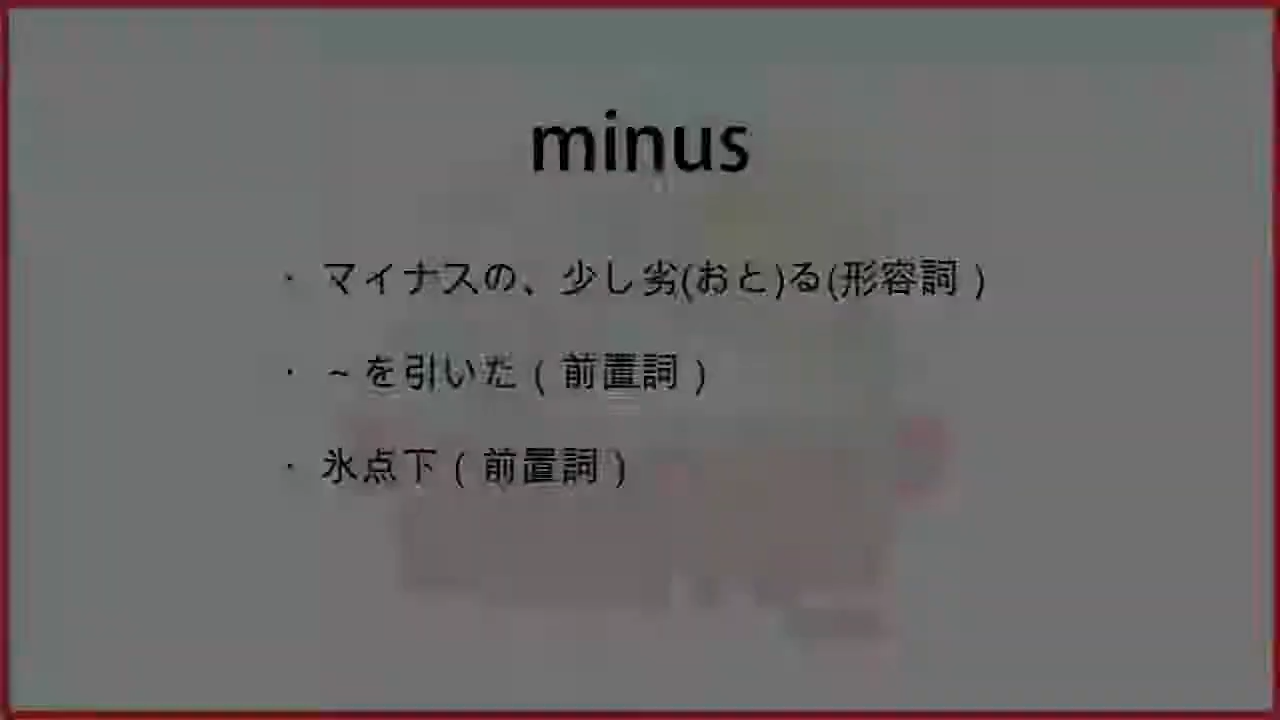 minus
・ マイナスの、少し劣(おと)る(形容詞）
・ ～を引いた（前置詞）
・ 氷点下（前置詞）